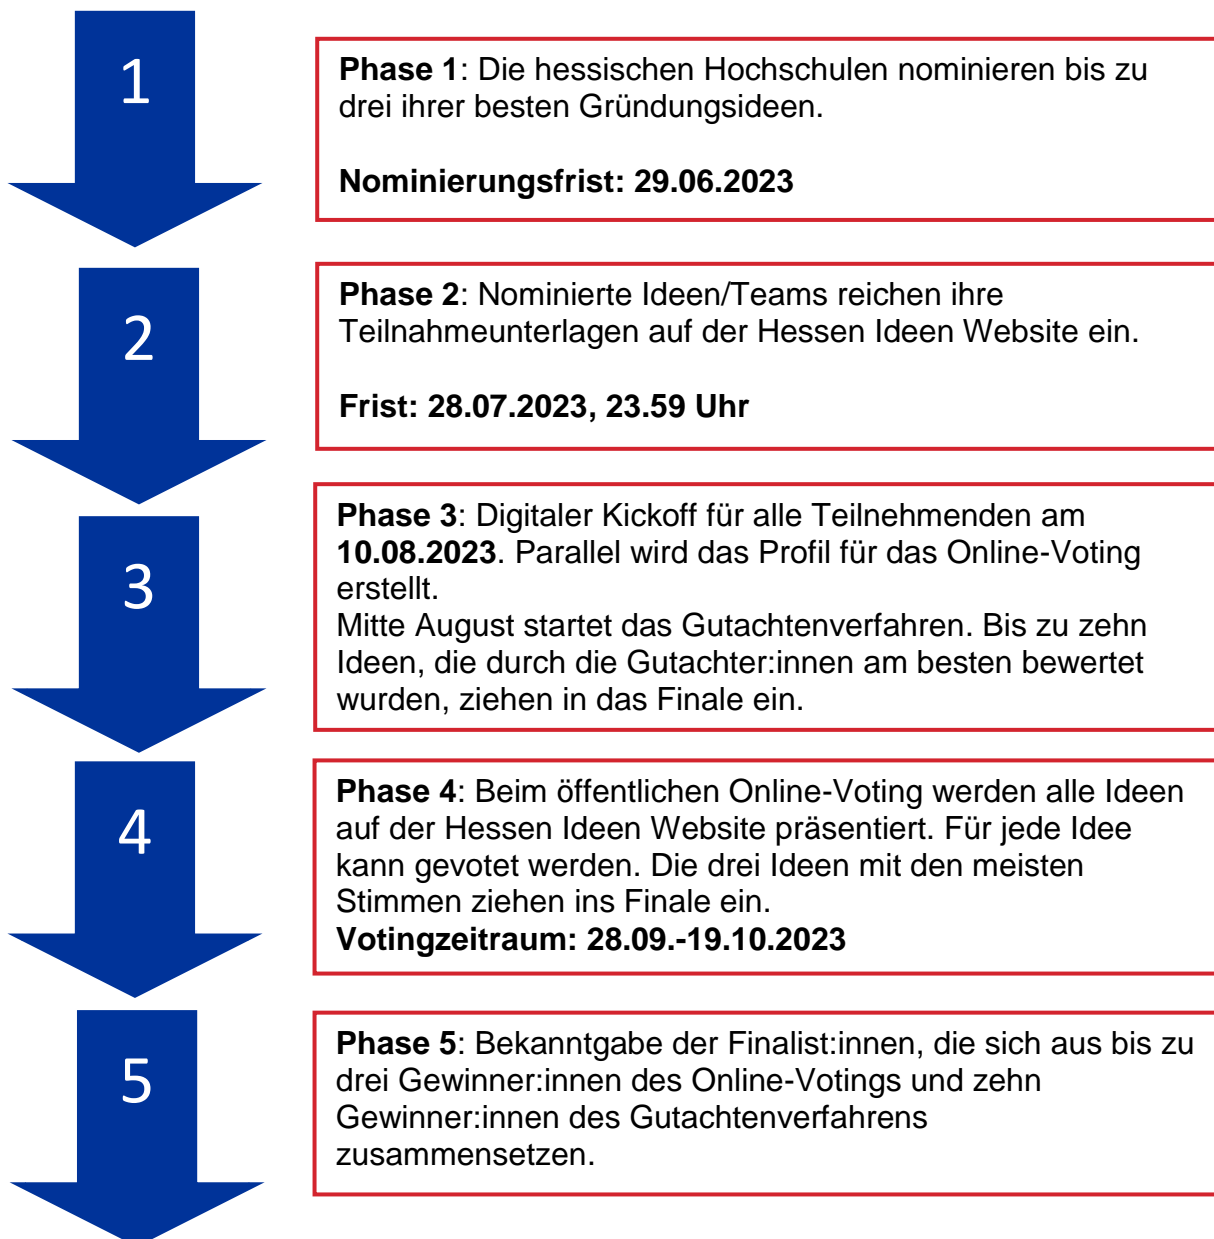 1
Phase 1: Die hessischen Hochschulen nominieren bis zu
drei ihrer besten Gründungsideen.
Nominierungsfrist: 29.06.2023
2
Phase 2: Nominierte Ideen/Teams reichen ihre
Teilnahmeunterlagen auf der Hessen Ideen Website ein.
Frist: 28.07.2023, 23.59 Uhr
3
Phase 3: Digitaler Kickoff für alle Teilnehmenden am
10.08.2023. Parallel wird das Profil für das Online-Voting
erstellt.
Mitte August startet das Gutachtenverfahren. Bis zu zehn
Ideen, die durch die Gutachter:innen am besten bewertet
wurden, ziehen in das Finale ein.
4
Phase 4: Beim öffentlichen Online-Voting werden alle Ideen
auf der Hessen Ideen Website präsentiert. Für jede Idee
kann gevotet werden. Die drei Ideen mit den meisten
Stimmen ziehen ins Finale ein.
Votingzeitraum: 28.09.-19.10.2023
5
Phase 5: Bekanntgabe der Finalist:innen, die sich aus bis zu
drei Gewinner:innen des Online-Votings und zehn
Gewinner:innen des Gutachtenverfahrens
zusammensetzen.